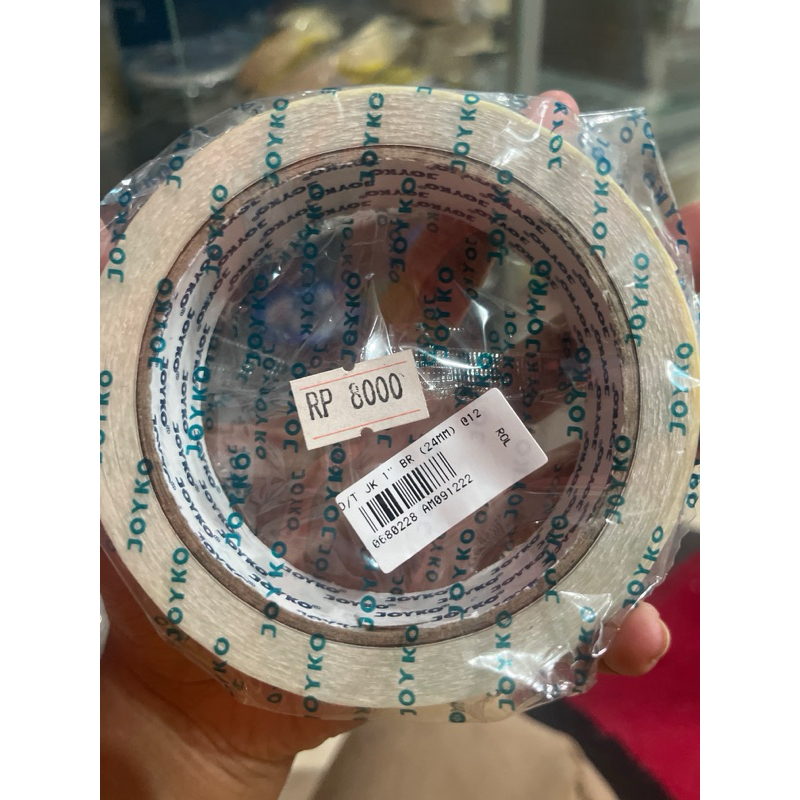 JOYKO
RP 8000
D/T JK 1" BR (24MM) @12
ROL
0680228 AM091222